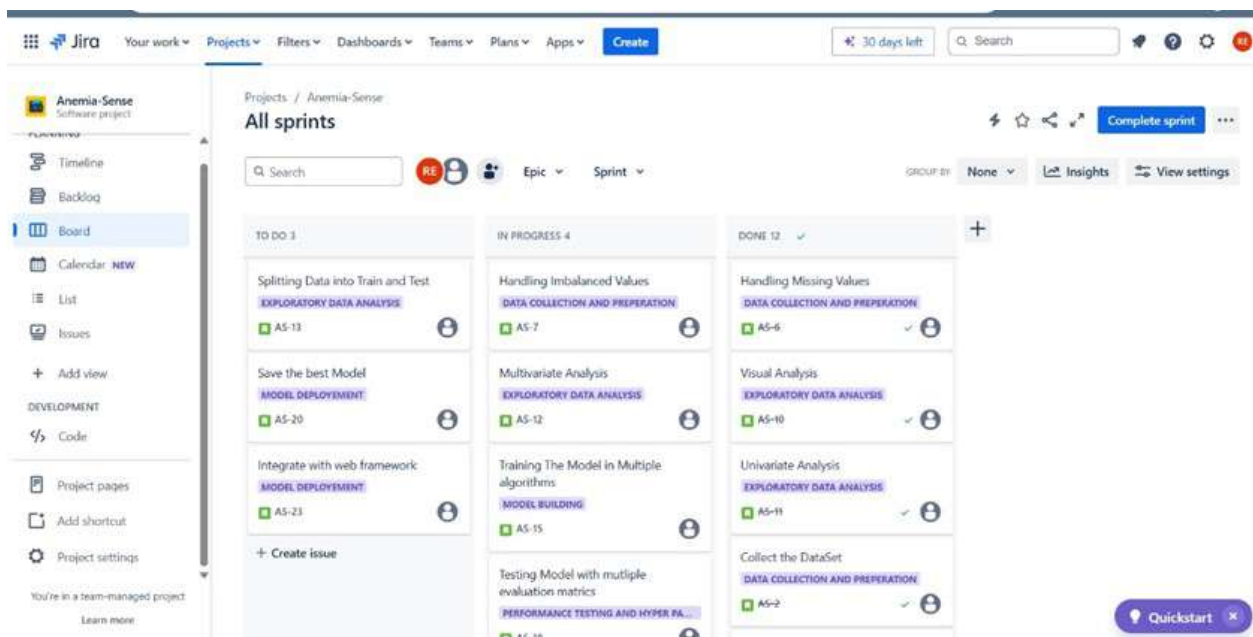 Jira Your work Projects Filters Dashboards Teams Plans Apps Create 30 days left Search RE
Anemia-Sense
Software project
PLANNING
Timeline
Backlog
Board
Calendar NEW
List
Issues
Add view
DEVELOPMENT
Code
Project pages
Add shortcut
Project settings
You're in a team-managed project
Learn more
Projects / Anemia-Sense
All sprints
Complete sprint
Search RE Epic Sprint GROUP BY None Insights View settings
TO DO 3
Splitting Data into Train and Test
EXPLORATORY DATA ANALYSIS
AS-13
Save the best Model
MODEL DEPLOYEMENT
AS-20
Integrate with web framework
MODEL DEPLOYEMENT
AS-23
+ Create issue
IN PROGRESS 4
Handling Imbalanced Values
DATA COLLECTION AND PREPERATION
AS-7
Multivariate Analysis
EXPLORATORY DATA ANALYSIS
AS-12
Training The Model in Multiple
algorithms
MODEL BUILDING
AS-15
Testing Model with mutliple
evaluation matrics
PERFORMANCE TESTING AND HYPER PA...
DONE 12
Handling Missing Values
DATA COLLECTION AND PREPERATION
AS-6
Visual Analysis
EXPLORATORY DATA ANALYSIS
AS-10
Univariate Analysis
EXPLORATORY DATA ANALYSIS
AS-11
Collect the DataSet
DATA COLLECTION AND PREPERATION
AS-2
Quickstart